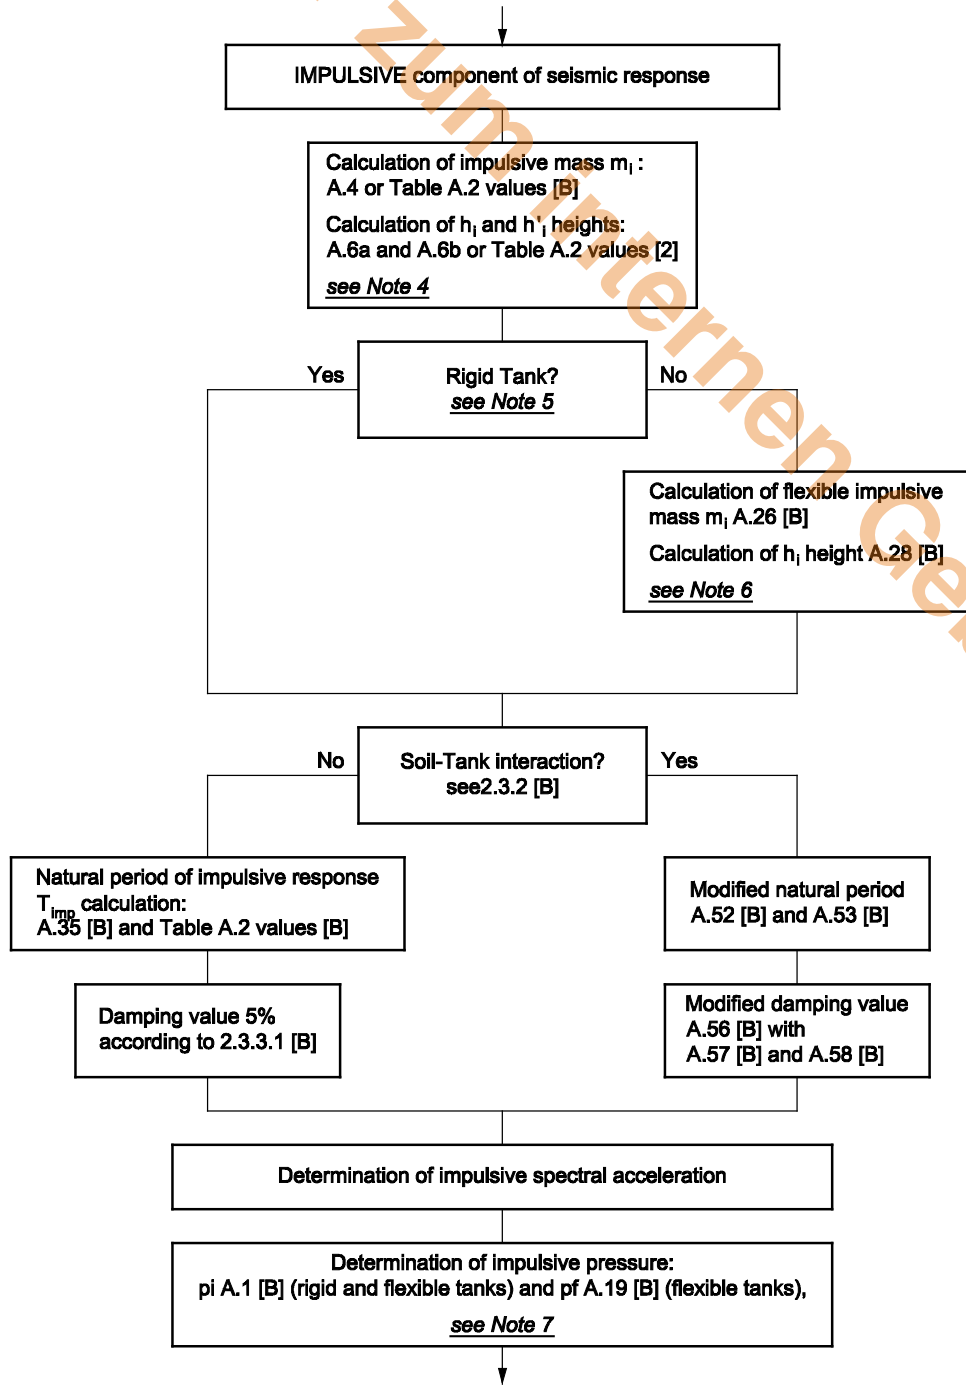 IMPULSIVE component of seismic response
Calculation of impulsive mass mi :
A.4 or Table A.2 values [B]
Calculation of hi and h'i heights:
A.6a and A.6b or Table A.2 values [2]
see Note 4
Yes
Rigid Tank?
No
see Note 5
Calculation of flexible impulsive
mass mi A.26 [B]
Calculation of hi height A.28 [B]
see Note 6
No
Soil-Tank interaction?
Yes
see2.3.2 [B]
Natural period of impulsive response
Timp calculation:
A.35 [B] and Table A.2 values [B]
Modified natural period
A.52 [B] and A.53 [B]
Damping value 5%
according to 2.3.3.1 [B]
Modified damping value
A.56 [B] with
A.57 [B] and A.58 [B]
Determination of impulsive spectral acceleration
Determination of impulsive pressure:
pi A.1 [B] (rigid and flexible tanks) and pf A.19 [B] (flexible tanks),
see Note 7
zum internen